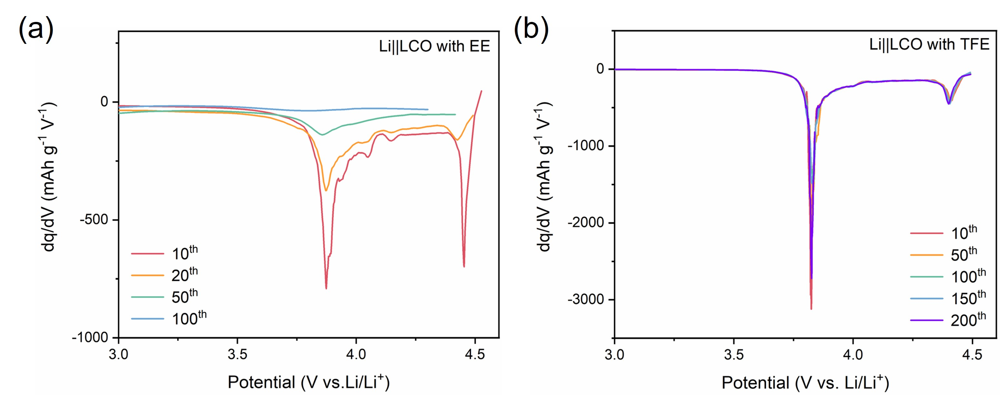 (a)
Li||LCO with EE
dq/dV (mAh g⁻¹ V⁻¹)
0
-500
-1000
10th
20th
50th
100th
3.0 3.5 4.0 4.5
Potential (V vs.Li/Li⁺)
(b)
Li||LCO with TFE
dq/dV (mAh g⁻¹ V⁻¹)
0
-1000
-2000
-3000
10th
50th
100th
150th
200th
3.0 3.5 4.0 4.5
Potential (V vs. Li/Li⁺)